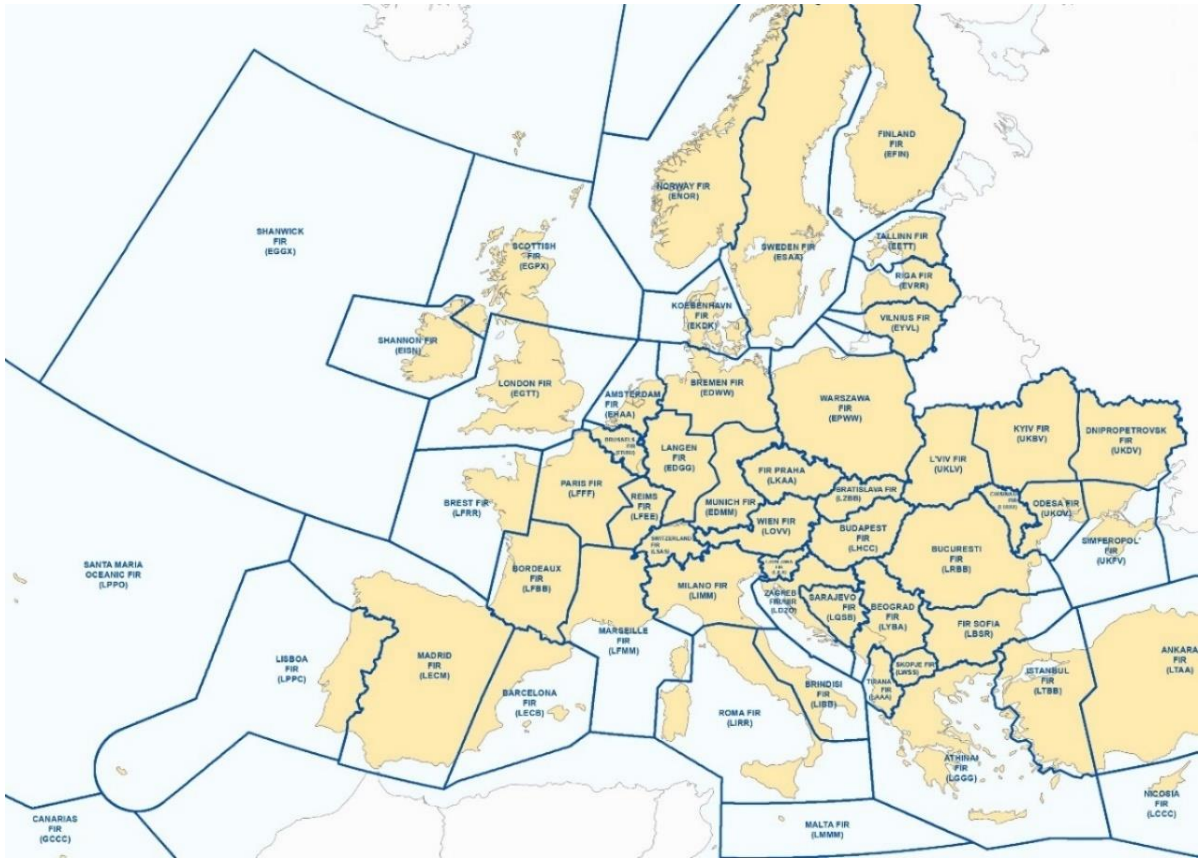 FINLAND
FIR
(EFIN)
NORWAY FIR
(ENOR)
SWEDEN FIR
(ESAA)
TALLINN FIR
(EETT)
RIGA FIR
(EVRR)
VILNIUS FIR
(EYVL)
SHANWICK
FIR
(EGGX)
SCOTTISH
FIR
(EGPX)
KOEBENHAVN
FIR
(EKDK)
SHANNON FIR
(EISN)
LONDON FIR
(EGTT)
AMSTERDAM
FIR
(EHAA)
BREMEN FIR
(EDWW)
WARSZAWA
FIR
(EPWW)
KYIV FIR
(UKBV)
DNIPROPETROVSK
FIR
(UKDV)
L'VIV FIR
(UKLV)
BRUSSELS
FIR
LANGEN
FIR
(EDGG)
FIR PRAHA
(LKAA)
PARIS FIR
(LFFF)
REIMS
FIR
(LFEE)
MUNICH FIR
(EDMM)
BRATISLAVA FIR
(LZBB)
BREST FIR
(LFRR)
WIEN FIR
(LOVV)
BUDAPEST
FIR
(LHCC)
FIR
ODESA FIR
(UKOV)
SIMFEROPOL'
FIR
(UKFV)
SWITZERLAND
FIR
(LSAS)
BUCURESTI
FIR
(LRBB)
SANTA MARIA
OCEANIC FIR
(LPPO)
BORDEAUX
FIR
(LFBB)
MILANO FIR
(LIMM)
FIR
ZAGREB
(LDZO)
SARAJEVO
FIR
(LQSB)
BEOGRAD
FIR
(LYBA)
FIR SOFIA
(LBSR)
MARSEILLE
FIR
(LFMM)
LISBOA
FIR
(LPPC)
MADRID
FIR
(LECM)
BARCELONA
FIR
(LECB)
ROMA FIR
(LIRR)
BRINDISI
FIR
(LIBB)
TIRANA
FIR
(LAAA)
SKOPJE FIR
(LWSS)
ISTANBUL
FIR
(LTBB)
ANKARA
FIR
(LTAA)
ATHINAI
FIR
(LGGG)
NICOSIA
FIR
(LCCC)
CANARIAS
FIR
(GCCC)
MALTA FIR
(LMMM)